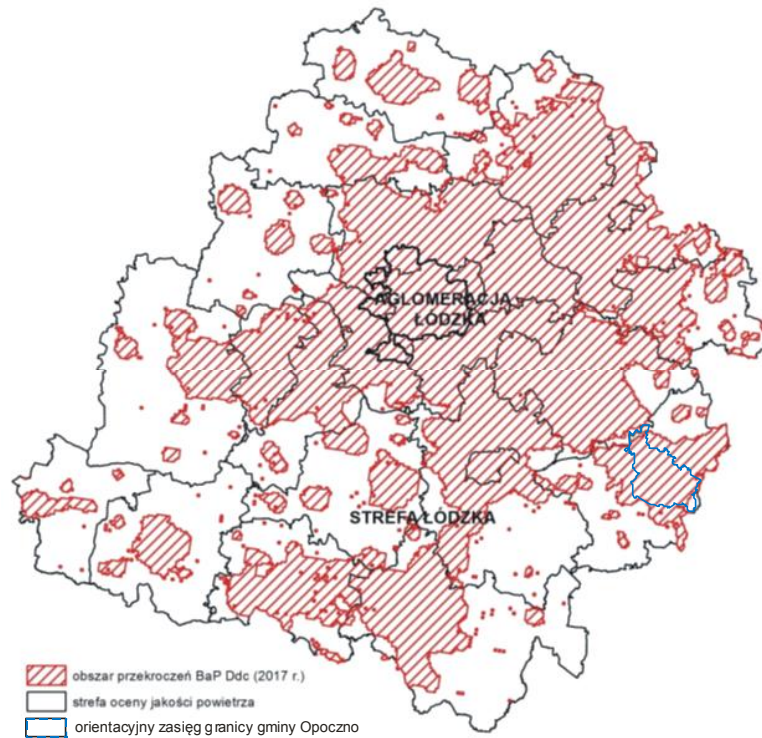 AGLOMERACJA
ŁÓDZKA
STREFA ŁÓDZKA
obszar przekroczeń BaP Ddc (2017 r.)
strefa oceny jakości powietrza
orientacyjny zasięg granicy gminy Opoczno